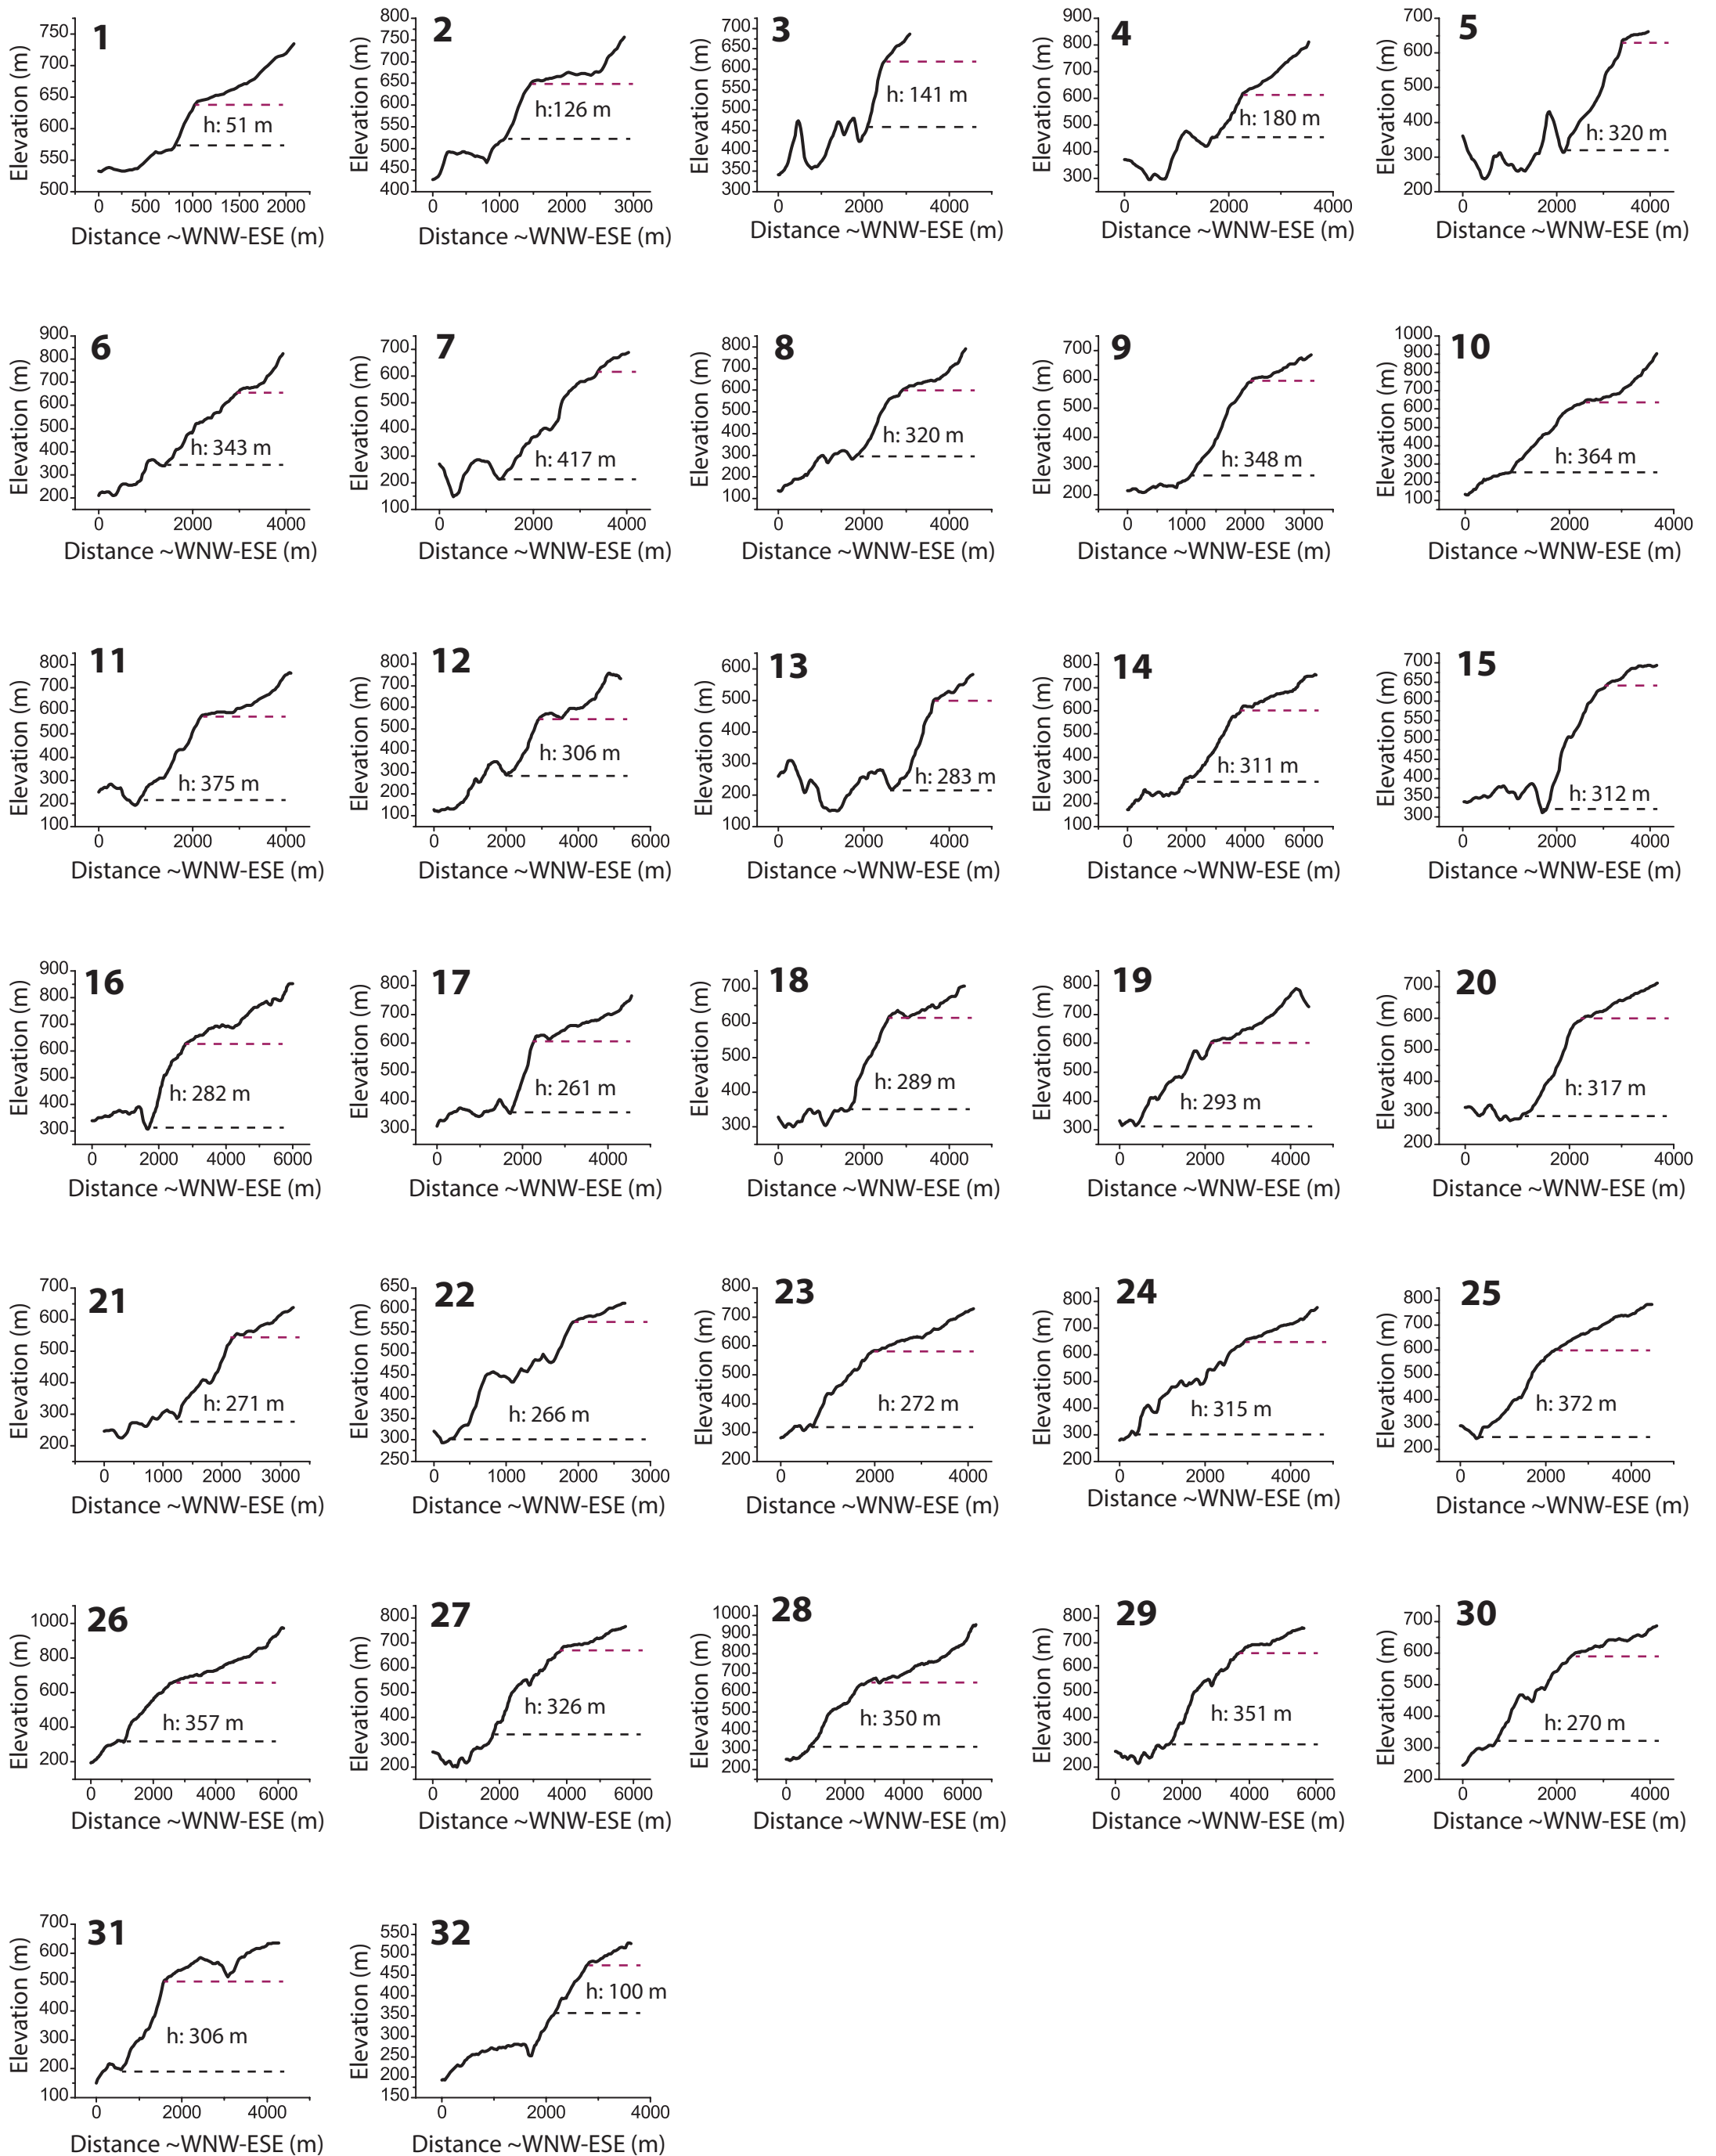 1
Elevation (m)
750
700
650
600
550
500
h: 51 m
0 500 1000 1500 2000
Distance ~WNW-ESE (m)
2
Elevation (m)
800
750
700
650
600
550
500
450
400
h:126 m
0 1000 2000 3000
Distance ~WNW-ESE (m)
3
Elevation (m)
700
650
600
550
500
450
400
350
300
h: 141 m
0 2000 4000
Distance ~WNW-ESE (m)
4
Elevation (m)
900
800
700
600
500
400
300
h: 180 m
0 2000 4000
Distance ~WNW-ESE (m)
5
Elevation (m)
700
600
500
400
300
200
h: 320 m
0 2000 4000
Distance ~WNW-ESE (m)
6
Elevation (m)
900
800
700
600
500
400
300
200
h: 343 m
0 2000 4000
Distance ~WNW-ESE (m)
7
Elevation (m)
700
600
500
400
300
200
100
h: 417 m
0 2000 4000
Distance ~WNW-ESE (m)
8
Elevation (m)
800
700
600
500
400
300
200
100
h: 320 m
0 2000 4000
Distance ~WNW-ESE (m)
9
Elevation (m)
700
600
500
400
300
200
h: 348 m
0 1000 2000 3000
Distance ~WNW-ESE (m)
10
Elevation (m)
1000
900
800
700
600
500
400
300
200
100
h: 364 m
0 2000 4000
Distance ~WNW-ESE (m)
11
Elevation (m)
800
700
600
500
400
300
200
100
h: 375 m
0 2000 4000
Distance ~WNW-ESE (m)
12
Elevation (m)
800
700
600
500
400
300
200
100
h: 306 m
0 2000 4000 6000
Distance ~WNW-ESE (m)
13
Elevation (m)
600
500
400
300
200
100
h: 283 m
0 2000 4000
Distance ~WNW-ESE (m)
14
Elevation (m)
800
700
600
500
400
300
200
100
h: 311 m
0 2000 4000 6000
Distance ~WNW-ESE (m)
15
Elevation (m)
700
650
600
550
500
450
400
350
300
h: 312 m
0 2000 4000
Distance ~WNW-ESE (m)
16
Elevation (m)
900
800
700
600
500
400
300
h: 282 m
0 2000 4000 6000
Distance ~WNW-ESE (m)
17
Elevation (m)
800
700
600
500
400
300
h: 261 m
0 2000 4000
Distance ~WNW-ESE (m)
18
Elevation (m)
700
600
500
400
300
h: 289 m
0 2000 4000
Distance ~WNW-ESE (m)
19
Elevation (m)
800
700
600
500
400
300
h: 293 m
0 2000 4000
Distance ~WNW-ESE (m)
20
Elevation (m)
700
600
500
400
300
200
h: 317 m
0 2000 4000
Distance ~WNW-ESE (m)
21
Elevation (m)
700
600
500
400
300
200
h: 271 m
0 1000 2000 3000
Distance ~WNW-ESE (m)
22
Elevation (m)
650
600
550
500
450
400
350
300
250
h: 266 m
0 1000 2000 3000
Distance ~WNW-ESE (m)
23
Elevation (m)
800
700
600
500
400
300
200
h: 272 m
0 2000 4000
Distance ~WNW-ESE (m)
24
Elevation (m)
800
700
600
500
400
300
200
h: 315 m
0 2000 4000
Distance ~WNW-ESE (m)
25
Elevation (m)
800
700
600
500
400
300
200
h: 372 m
0 2000 4000
Distance ~WNW-ESE (m)
26
Elevation (m)
1000
800
600
400
200
h: 357 m
0 2000 4000 6000
Distance ~WNW-ESE (m)
27
Elevation (m)
800
700
600
500
400
300
200
h: 326 m
0 2000 4000 6000
Distance ~WNW-ESE (m)
28
Elevation (m)
1000
900
800
700
600
500
400
300
200
h: 350 m
0 2000 4000 6000
Distance ~WNW-ESE (m)
29
Elevation (m)
800
700
600
500
400
300
200
h: 351 m
0 2000 4000 6000
Distance ~WNW-ESE (m)
30
Elevation (m)
700
600
500
400
300
200
h: 270 m
0 2000 4000
Distance ~WNW-ESE (m)
31
Elevation (m)
700
600
500
400
300
200
100
h: 306 m
0 2000 4000
Distance ~WNW-ESE (m)
32
Elevation (m)
550
500
450
400
350
300
250
200
150
h: 100 m
0 2000 4000
Distance ~WNW-ESE (m)